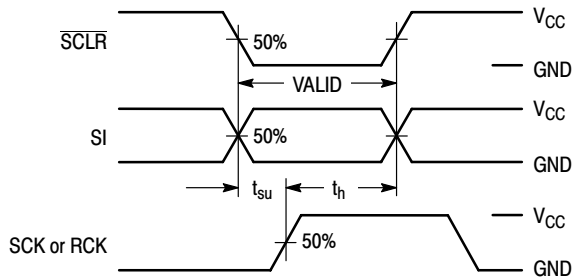 SCLR 50% V_CC
GND
VALID
SI 50% V_CC
GND
t_su t_h
SCK or RCK 50% V_CC
GND